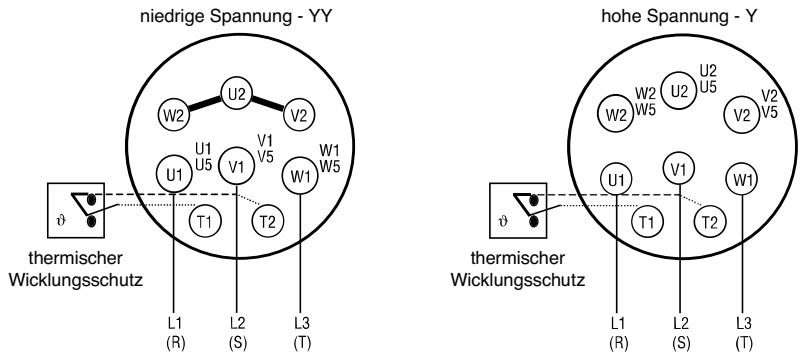 niedrige Spannung - YY
W2
U2
V2
U1
U5
V1
V5
W1
W5
U1
V1
W1
T1
T2
ϑ
thermischer
Wicklungsschutz
L1
(R)
L2
(S)
L3
(T)
hohe Spannung - Y
W2
W5
U2
U5
V2
V5
W2
U2
V2
U1
V1
W1
T1
T2
ϑ
thermischer
Wicklungsschutz
L1
(R)
L2
(S)
L3
(T)